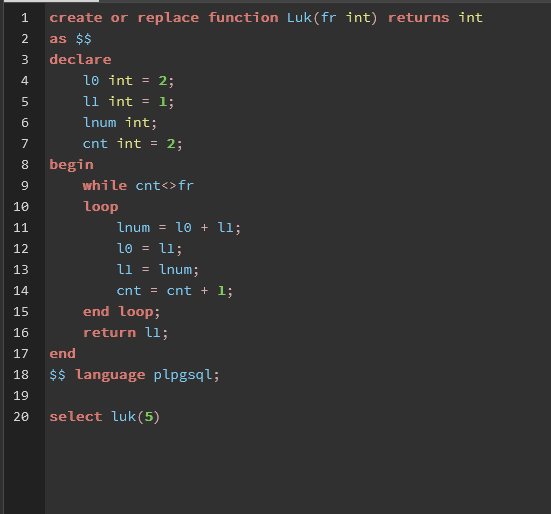 1 create or replace function Luk(fr int) returns int
2 as $$
3 declare
4     l0 int = 2;
5     l1 int = 1;
6     lnum int;
7     cnt int = 2;
8 begin
9     while cnt<>fr
10     loop
11         lnum = l0 + l1;
12         l0 = l1;
13         l1 = lnum;
14         cnt = cnt + 1;
15     end loop;
16     return l1;
17 end
18 $$ language plpgsql;
19
20 select luk(5)